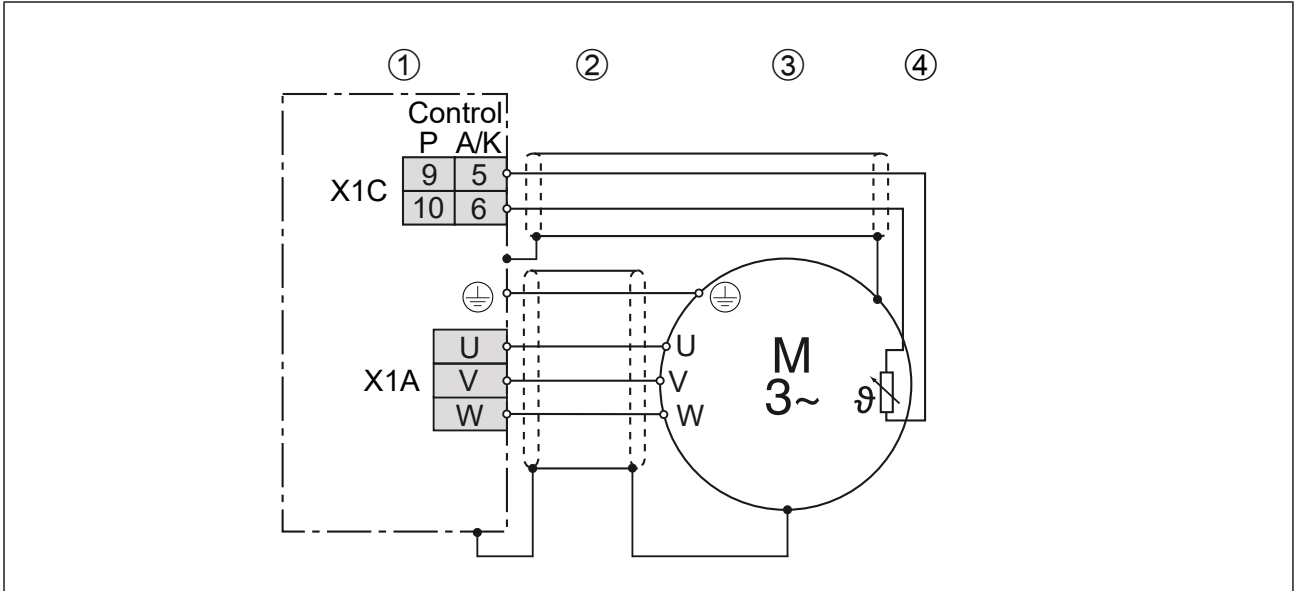 ① ② ③ ④
Control
P A/K
X1C 9 5
10 6
U U
X1A V V
W W
M
3~
ϑ